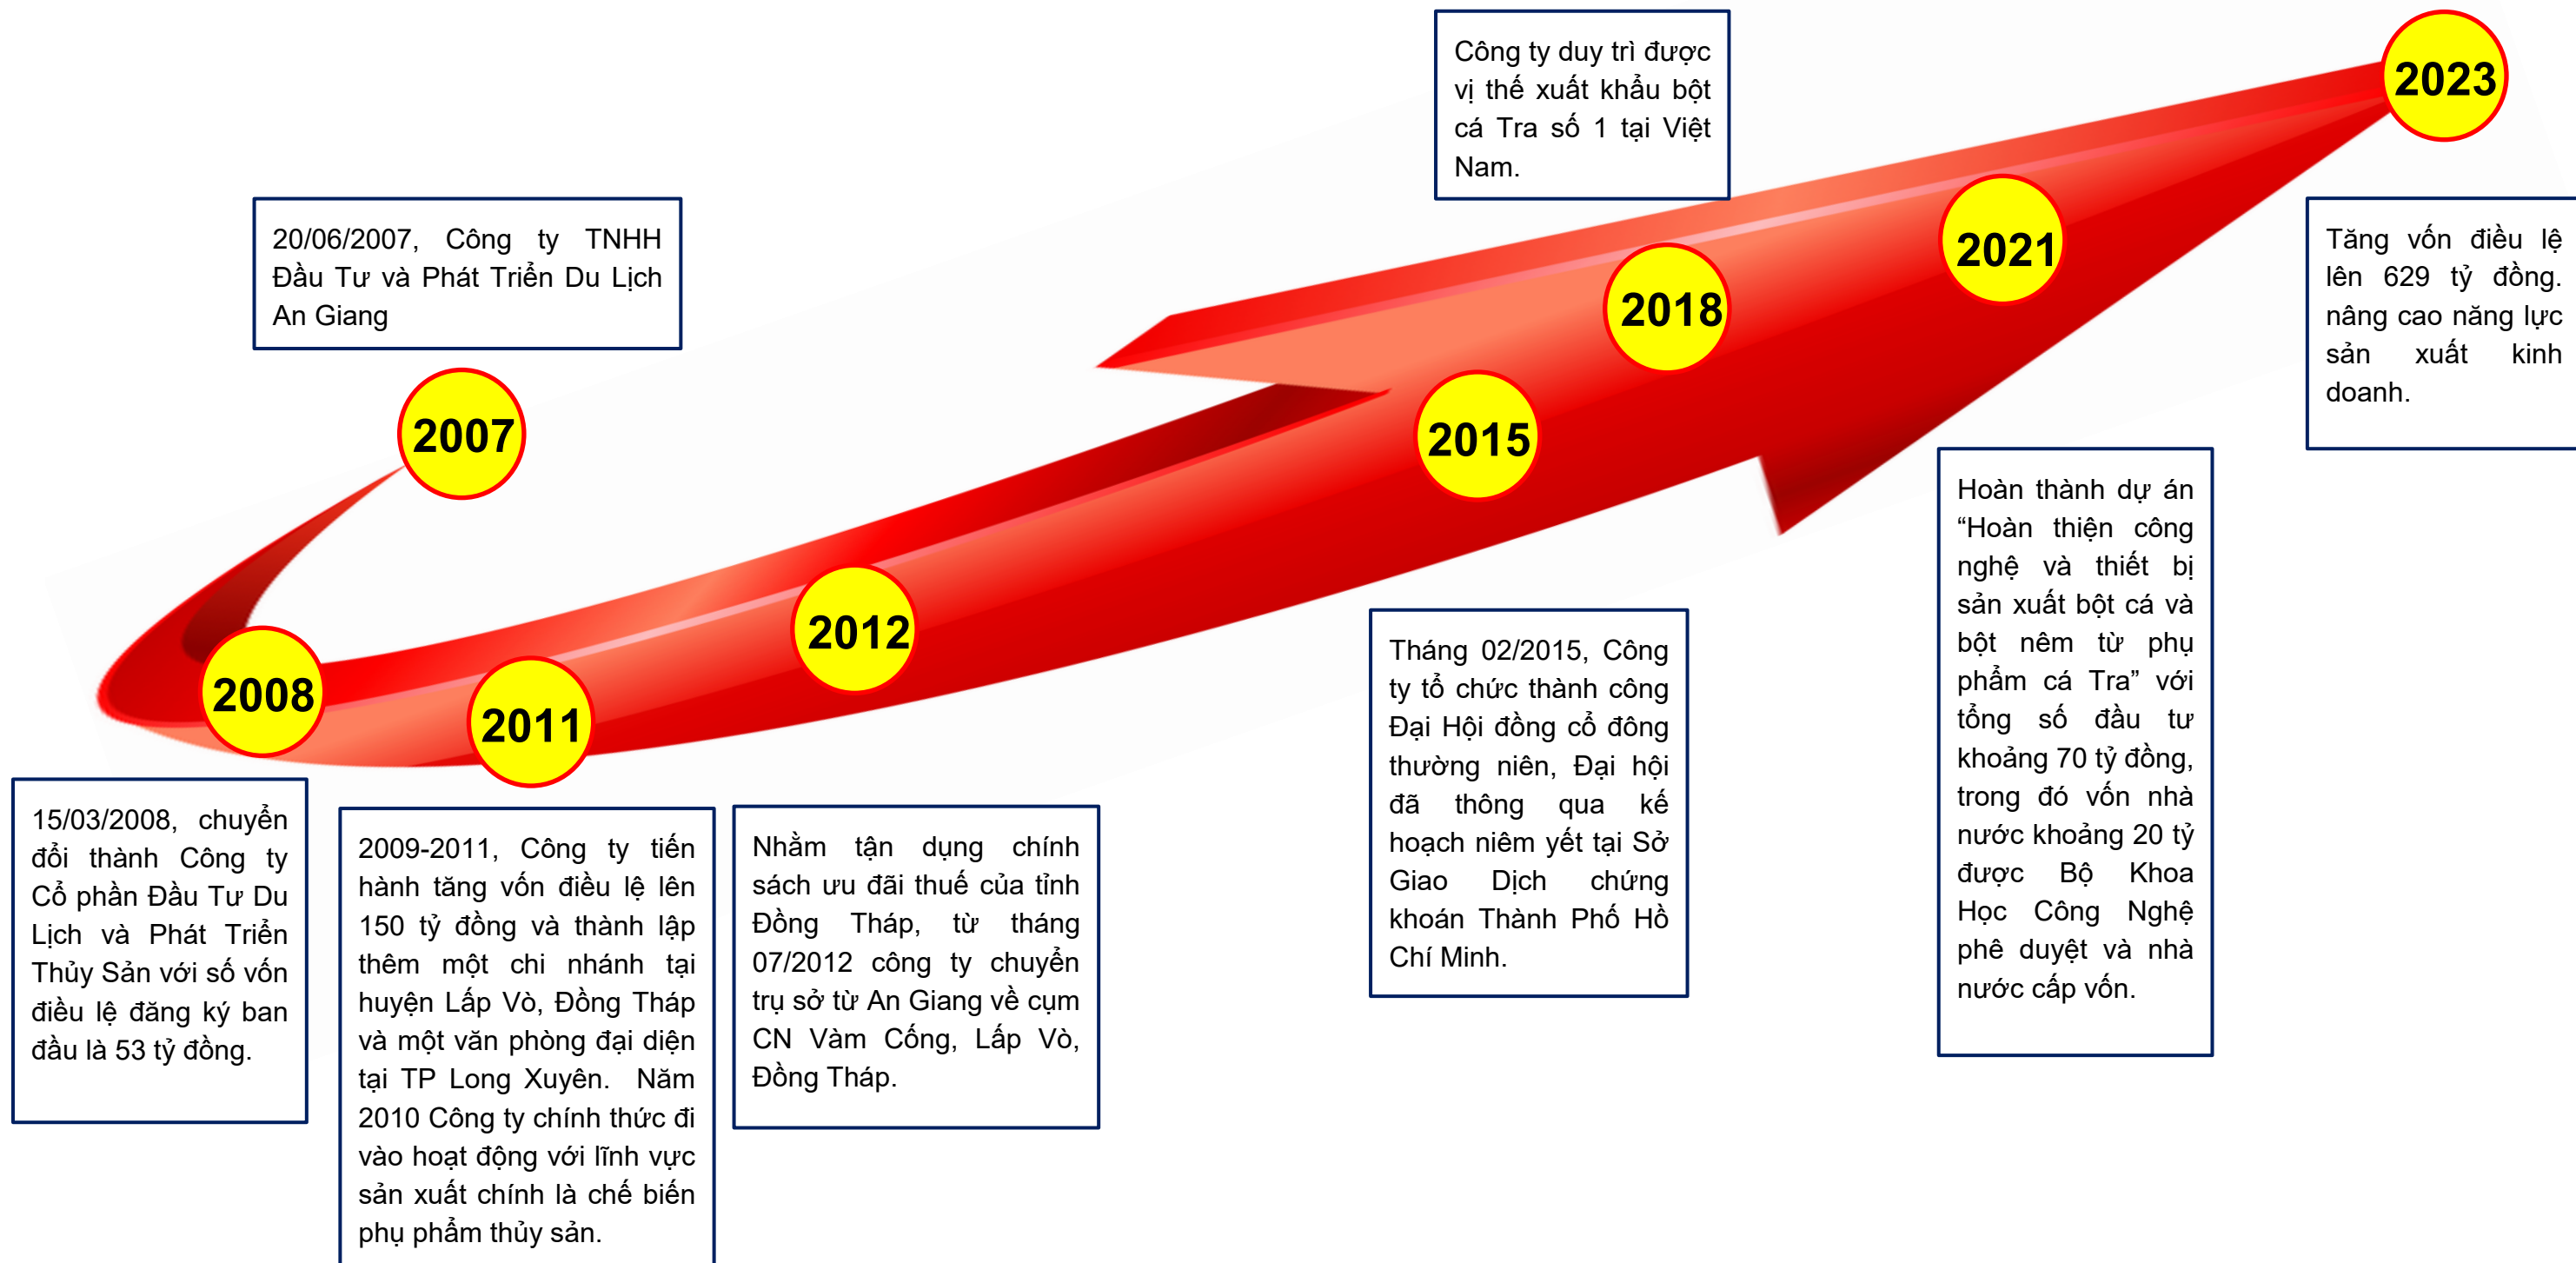 2007
20/06/2007, Công ty TNHH
Đầu Tư và Phát Triển Du Lịch
An Giang
2008
15/03/2008, chuyển
đổi thành Công ty
Cổ phần Đầu Tư Du
Lịch và Phát Triển
Thủy Sản với số vốn
điều lệ đăng ký ban
đầu là 53 tỷ đồng.
2011
2009-2011, Công ty tiến
hành tăng vốn điều lệ lên
150 tỷ đồng và thành lập
thêm một chi nhánh tại
huyện Lấp Vò, Đồng Tháp
và một văn phòng đại diện
tại TP Long Xuyên. Năm
2010 Công ty chính thức đi
vào hoạt động với lĩnh vực
sản xuất chính là chế biến
phụ phẩm thủy sản.
2012
Nhằm tận dụng chính
sách ưu đãi thuế của tỉnh
Đồng Tháp, từ tháng
07/2012 công ty chuyển
trụ sở từ An Giang về cụm
CN Vàm Cống, Lấp Vò,
Đồng Tháp.
2015
Tháng 02/2015, Công
ty tổ chức thành công
Đại Hội đồng cổ đông
thường niên, Đại hội
đã thông qua kế
hoạch niêm yết tại Sở
Giao Dịch chứng
khoán Thành Phố Hồ
Chí Minh.
2018
Công ty duy trì được
vị thế xuất khẩu bột
cá Tra số 1 tại Việt
Nam.
2021
Hoàn thành dự án
“Hoàn thiện công
nghệ và thiết bị
sản xuất bột cá và
bột nêm từ phụ
phẩm cá Tra” với
tổng số đầu tư
khoảng 70 tỷ đồng,
trong đó vốn nhà
nước khoảng 20 tỷ
được Bộ Khoa
Học Công Nghệ
phê duyệt và nhà
nước cấp vốn.
2023
Tăng vốn điều lệ
lên 629 tỷ đồng.
nâng cao năng lực
sản xuất kinh
doanh.